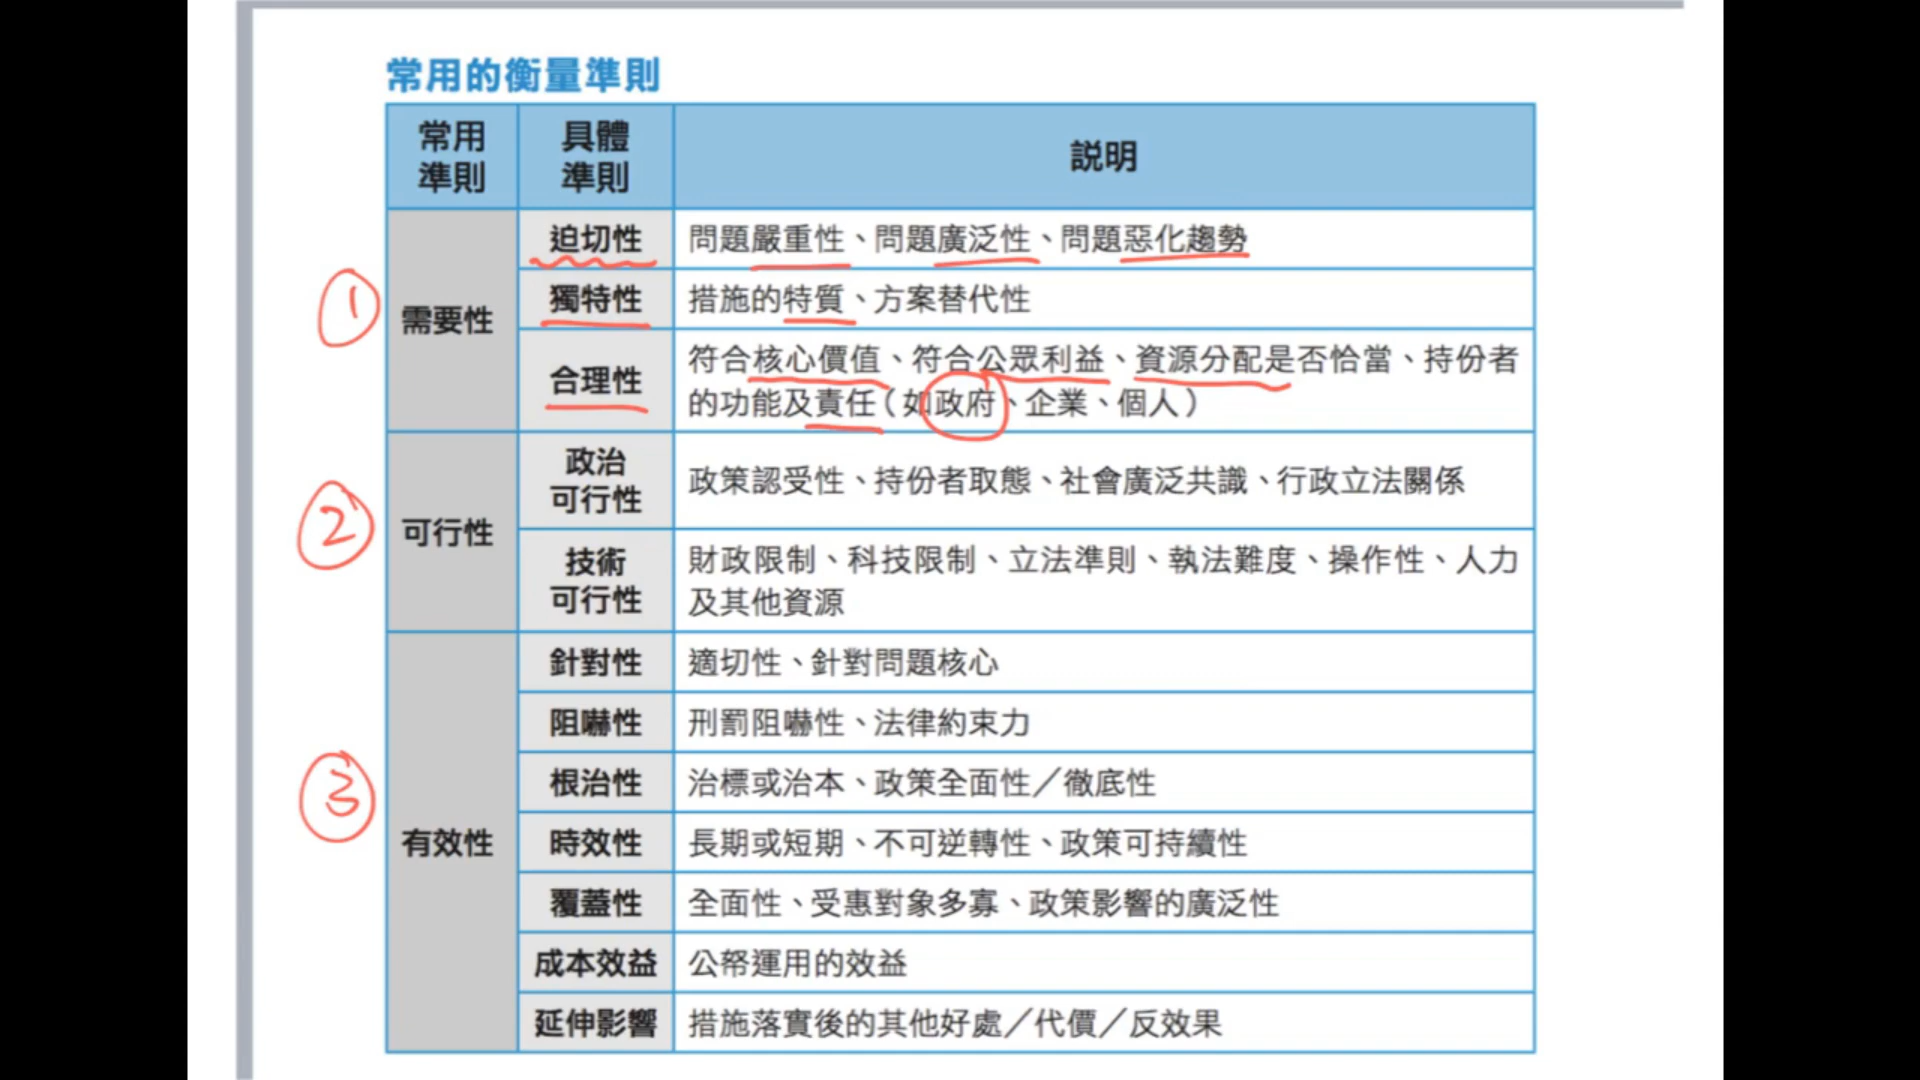 常用的衡量準則
常用
準則
具體
準則
説明
1
需要性
迫切性
問題嚴重性、問題廣泛性、問題惡化趨勢
獨特性
措施的特質、方案替代性
合理性
符合核心價值、符合公眾利益、資源分配是否恰當、持份者
的功能及責任（如政府、企業、個人）
2
可行性
政治
可行性
政策認受性、持份者取態、社會廣泛共識、行政立法關係
技術
可行性
財政限制、科技限制、立法準則、執法難度、操作性、人力
及其他資源
3
有效性
針對性
適切性、針對問題核心
阻嚇性
刑罰阻嚇性、法律約束力
根治性
治標或治本、政策全面性／徹底性
時效性
長期或短期、不可逆轉性、政策可持續性
覆蓋性
全面性、受惠對象多寡、政策影響的廣泛性
成本效益
公帑運用的效益
延伸影響
措施落實後的其他好處／代價／反效果